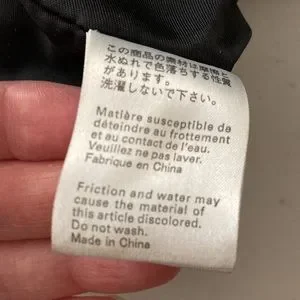 この商品の素材は摩擦と
水ぬれで色落ちする性質
があります。
洗濯しないで下さい。
Matière susceptible de
déteindre au frottement
et au contact de l'eau.
Veuillez ne pas laver.
Fabrique en China
Friction and water may
cause the material of
this article discolored.
Do not wash.
Made in China